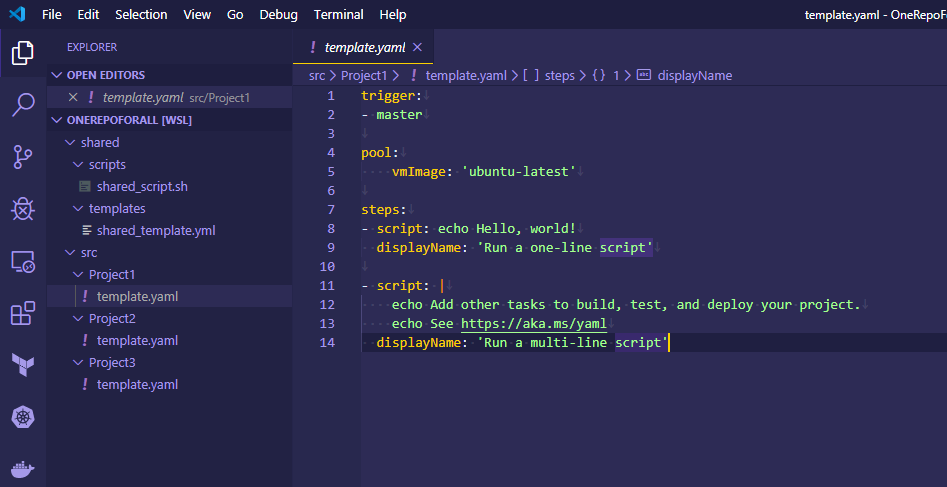 File Edit Selection View Go Debug Terminal Help template.yaml - OneRepoF
EXPLORER
OPEN EDITORS
template.yaml src/Project1
ONEREPOFORALL [WSL]
shared
scripts
shared_script.sh
templates
shared_template.yml
src
Project1
template.yaml
Project2
template.yaml
Project3
template.yaml
template.yaml
src > Project1 > ! template.yaml > [ ] steps > {} 1 > abc displayName
1 trigger:
2 - master
3
4 pool:
5     vmImage: 'ubuntu-latest'
6
7 steps:
8 - script: echo Hello, world!
9   displayName: 'Run a one-line script'
10
11 - script: |
12     echo Add other tasks to build, test, and deploy your project.
13     echo See https://aka.ms/yaml
14   displayName: 'Run a multi-line script'